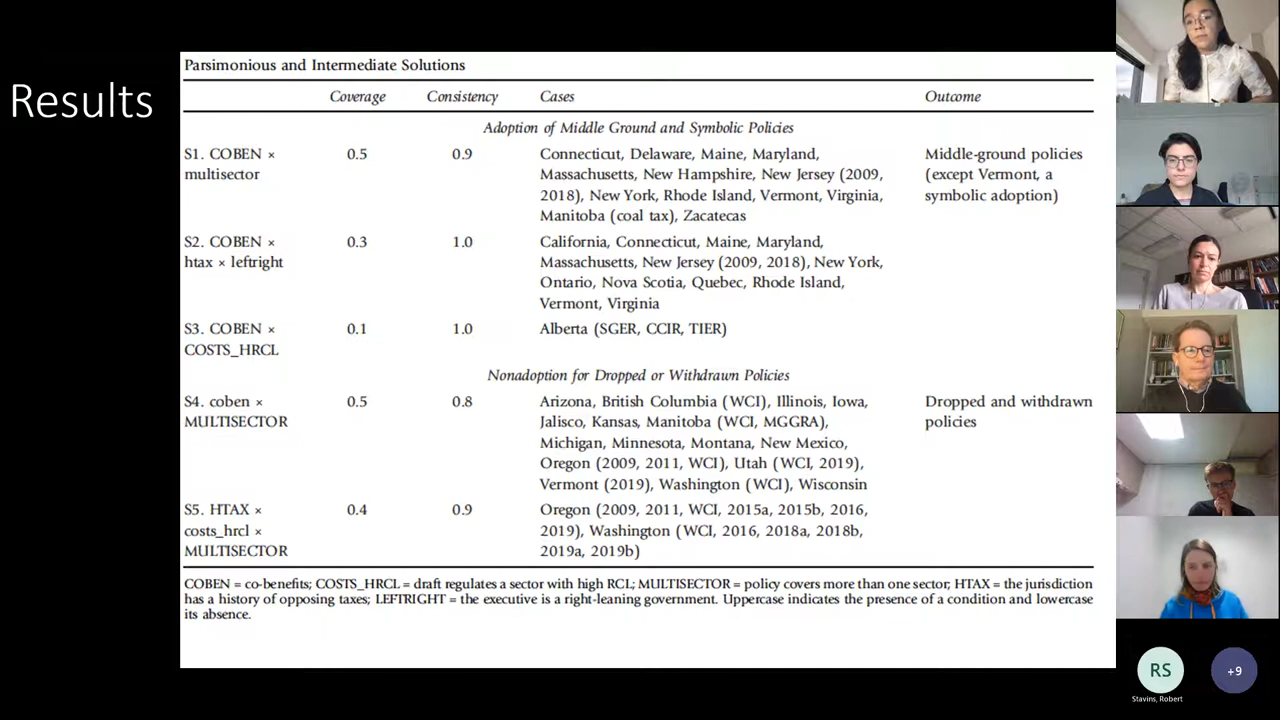 Results
Parsimonious and Intermediate Solutions
Coverage Consistency Cases Outcome
Adoption of Middle Ground and Symbolic Policies
S1. COBEN × 0.5 0.9 Connecticut, Delaware, Maine, Maryland, Middle-ground policies
multisector Massachusetts, New Hampshire, New Jersey (2009, (except Vermont, a
2018), New York, Rhode Island, Vermont, Virginia, symbolic adoption)
Manitoba (coal tax), Zacatecas
S2. COBEN × 0.3 1.0 California, Connecticut, Maine, Maryland,
htax × leftright Massachusetts, New Jersey (2009, 2018), New York,
Ontario, Nova Scotia, Quebec, Rhode Island,
Vermont, Virginia
S3. COBEN × 0.1 1.0 Alberta (SGER, CCIR, TIER)
COSTS_HRCL
Nonadoption for Dropped or Withdrawn Policies
S4. coben × 0.5 0.8 Arizona, British Columbia (WCI), Illinois, Iowa, Dropped and withdrawn
MULTISECTOR Jalisco, Kansas, Manitoba (WCI, MGGRA), policies
Michigan, Minnesota, Montana, New Mexico,
Oregon (2009, 2011, WCI), Utah (WCI, 2019),
Vermont (2019), Washington (WCI), Wisconsin
S5. HTAX × 0.4 0.9 Oregon (2009, 2011, WCI, 2015a, 2015b, 2016,
costs_hrcl × 2019), Washington (WCI, 2016, 2018a, 2018b,
MULTISECTOR 2019a, 2019b)
COBEN = co-benefits; COSTS_HRCL = draft regulates a sector with high RCL; MULTISECTOR = policy covers more than one sector; HTAX = the jurisdiction
has a history of opposing taxes; LEFTRIGHT = the executive is a right-leaning government. Uppercase indicates the presence of a condition and lowercase
its absence.
RS +9
Stavins, Robert